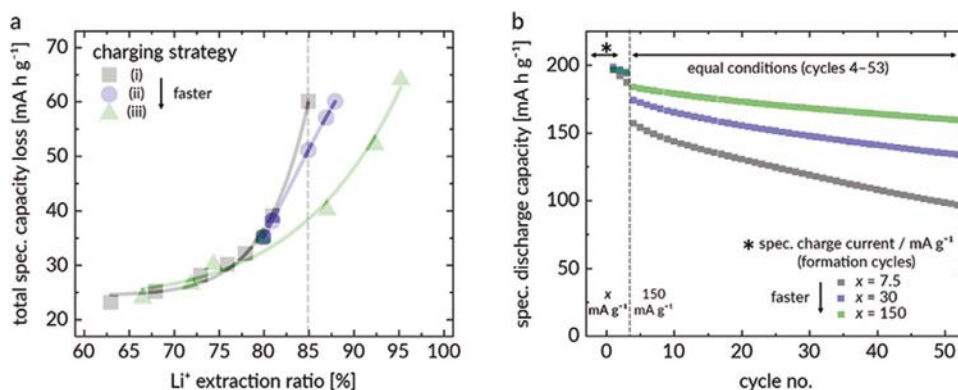 a
total spec. capacity loss [mA h g⁻¹]
70
60
50
40
30
20
charging strategy
(i)
(ii)
(iii)
faster
60 65 70 75 80 85 90 95 100
Li⁺ extraction ratio [%]
b
spec. discharge capacity [mA h g⁻¹]
200
150
100
50
0
*
equal conditions (cycles 4–53)
* spec. charge current / mA g⁻¹
(formation cycles)
x = 7.5
x = 30
x = 150
faster
x
mA g⁻¹
150
mA g⁻¹
0 10 20 30 40 50
cycle no.